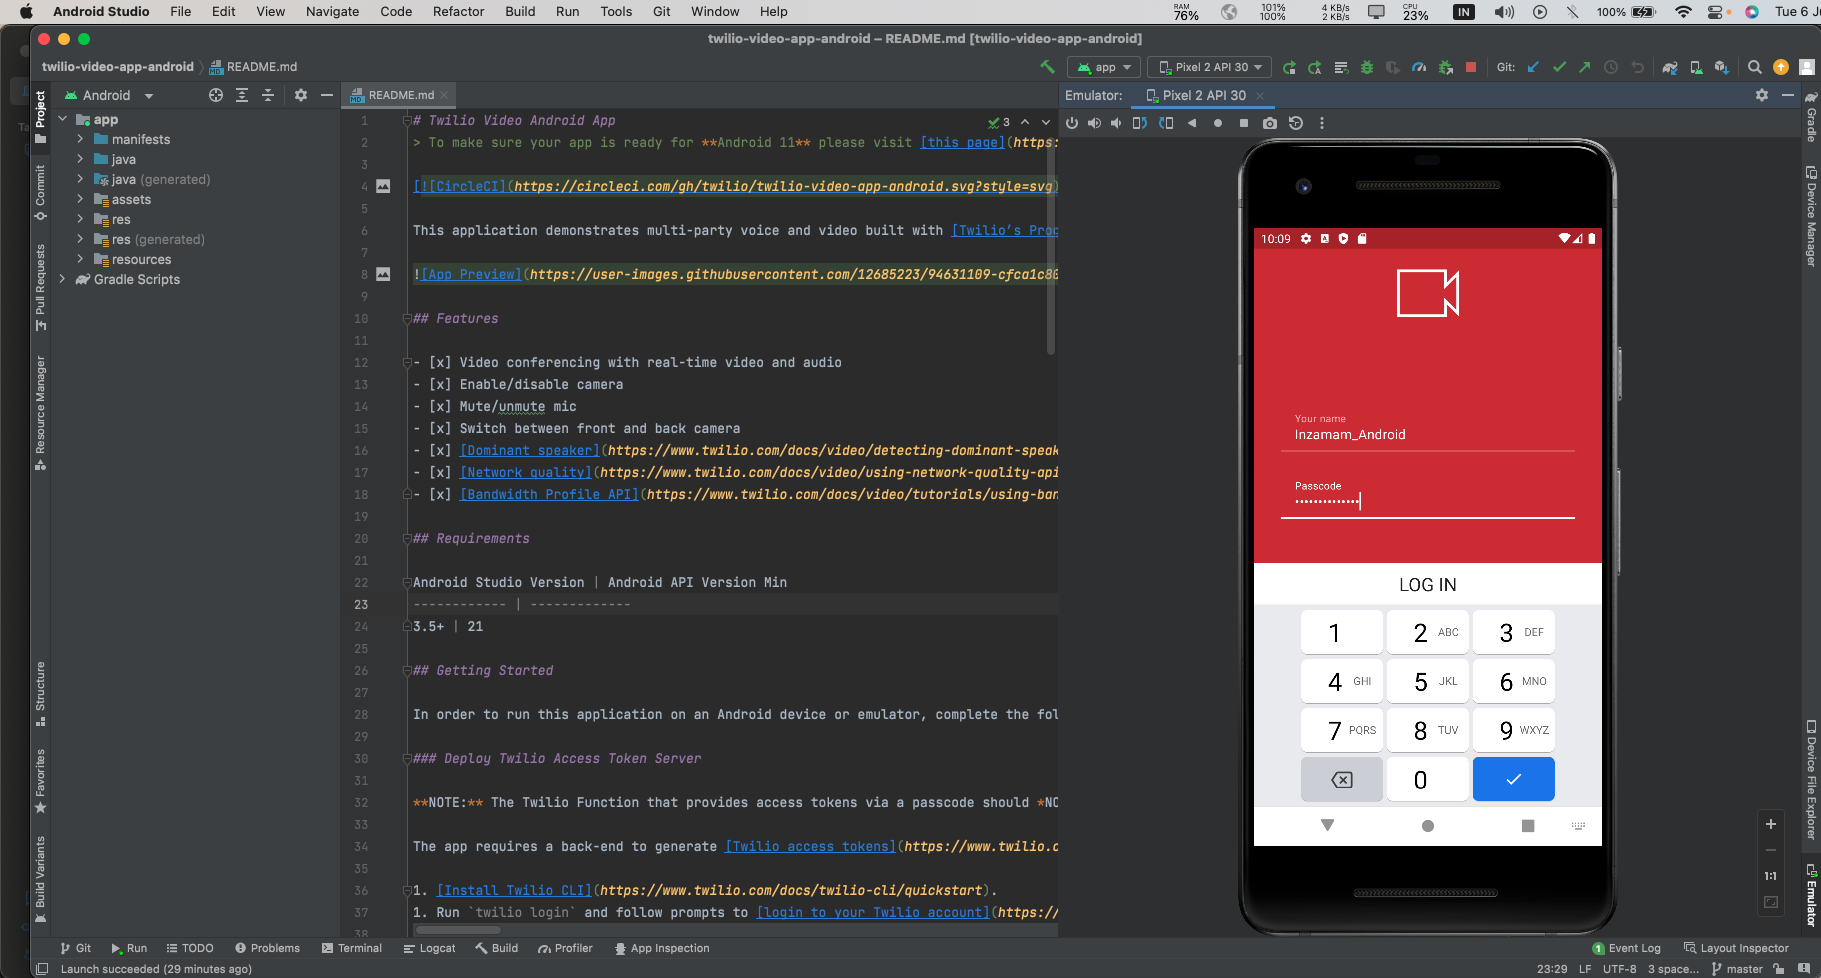 Android Studio File Edit View Navigate Code Refactor Build Run Tools Git Window Help
RAM 76% 101% 100% 4 KB/s 2 KB/s CPU 23% IN 100% Tue 6 Ju
twilio-video-app-android – README.md [twilio-video-app-android]
twilio-video-app-android README.md
app Pixel 2 API 30 Git:
Project
Commit
Pull Requests
Resource Manager
Structure
Favorites
Build Variants
Android
app
manifests
java
java (generated)
assets
res
res (generated)
resources
Gradle Scripts
README.md
3
1 # Twilio Video Android App
2 > To make sure your app is ready for **Android 11** please visit [this page](https:
3
4 [![CircleCI](https://circleci.com/gh/twilio/twilio-video-app-android.svg?style=svg)
5
6 This application demonstrates multi-party voice and video built with [Twilio's Prog
7
8 ![App Preview](https://user-images.githubusercontent.com/12685223/94631109-cfca1c80
9
10 ## Features
11
12 - [x] Video conferencing with real-time video and audio
13 - [x] Enable/disable camera
14 - [x] Mute/unmute mic
15 - [x] Switch between front and back camera
16 - [x] [Dominant speaker](https://www.twilio.com/docs/video/detecting-dominant-speak
17 - [x] [Network quality](https://www.twilio.com/docs/video/using-network-quality-api
18 - [x] [Bandwidth Profile API](https://www.twilio.com/docs/video/tutorials/using-ban
19
20 ## Requirements
21
22 Android Studio Version | Android API Version Min
23 ------------ | -------------
24 3.5+ | 21
25
26 ## Getting Started
27
28 In order to run this application on an Android device or emulator, complete the fol
29
30 ### Deploy Twilio Access Token Server
31
32 **NOTE:** The Twilio Function that provides access tokens via a passcode should *NO
33
34 The app requires a back-end to generate [Twilio access tokens](https://www.twilio.c
35
36 1. [Install Twilio CLI](https://www.twilio.com/docs/twilio-cli/quickstart).
37 1. Run `twilio login` and follow prompts to [login to your Twilio account](https://
38
Emulator: Pixel 2 API 30
10:09
Your name
Inzamam_Android
Passcode
••••••••••••••
LOG IN
1 2 ABC 3 DEF
4 GHI 5 JKL 6 MNO
7 PQRS 8 TUV 9 WXYZ
0
1:1
Gradle
Device Manager
Device File Explorer
Emulator
Git Run TODO Problems Terminal Logcat Build Profiler App Inspection
1 Event Log Layout Inspector
Launch succeeded (29 minutes ago)
23:29 LF UTF-8 3 space... master